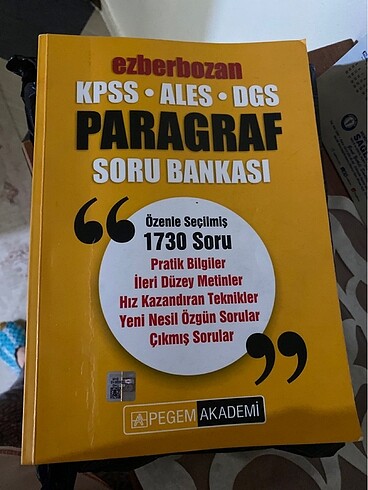 ezberbozan
KPSS • ALES • DGS
PARAGRAF
SORU BANKASI
Özenle Seçilmiş
1730 Soru
Pratik Bilgiler
İleri Düzey Metinler
Hız Kazandıran Teknikler
Yeni Nesil Özgün Sorular
Çıkmış Sorular
PEGEM AKADEMİ